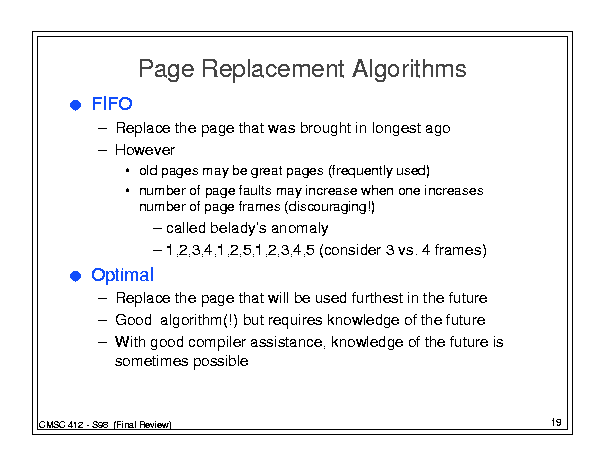 Page Replacement Algorithms
● FIFO
– Replace the page that was brought in longest ago
– However
• old pages may be great pages (frequently used)
• number of page faults may increase when one increases
number of page frames (discouraging!)
– called belady's anomaly
– 1,2,3,4,1,2,5,1,2,3,4,5 (consider 3 vs. 4 frames)
● Optimal
– Replace the page that will be used furthest in the future
– Good algorithm(!) but requires knowledge of the future
– With good compiler assistance, knowledge of the future is
sometimes possible
CMSC 412 - S98 (Final Review)
19